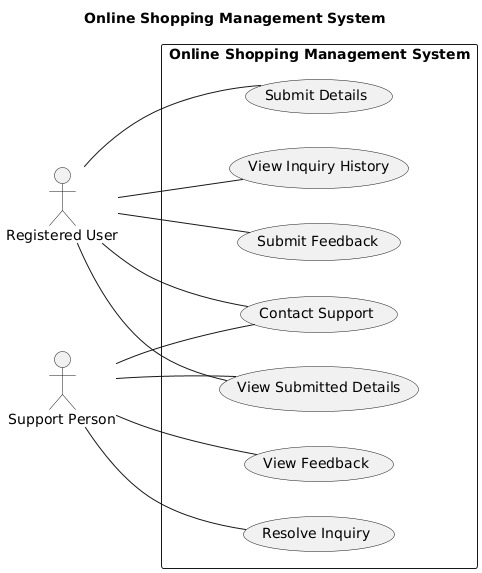 Online Shopping Management System
Online Shopping Management System
Submit Details
View Inquiry History
Registered User
Submit Feedback
Contact Support
View Submitted Details
Support Person
View Feedback
Resolve Inquiry